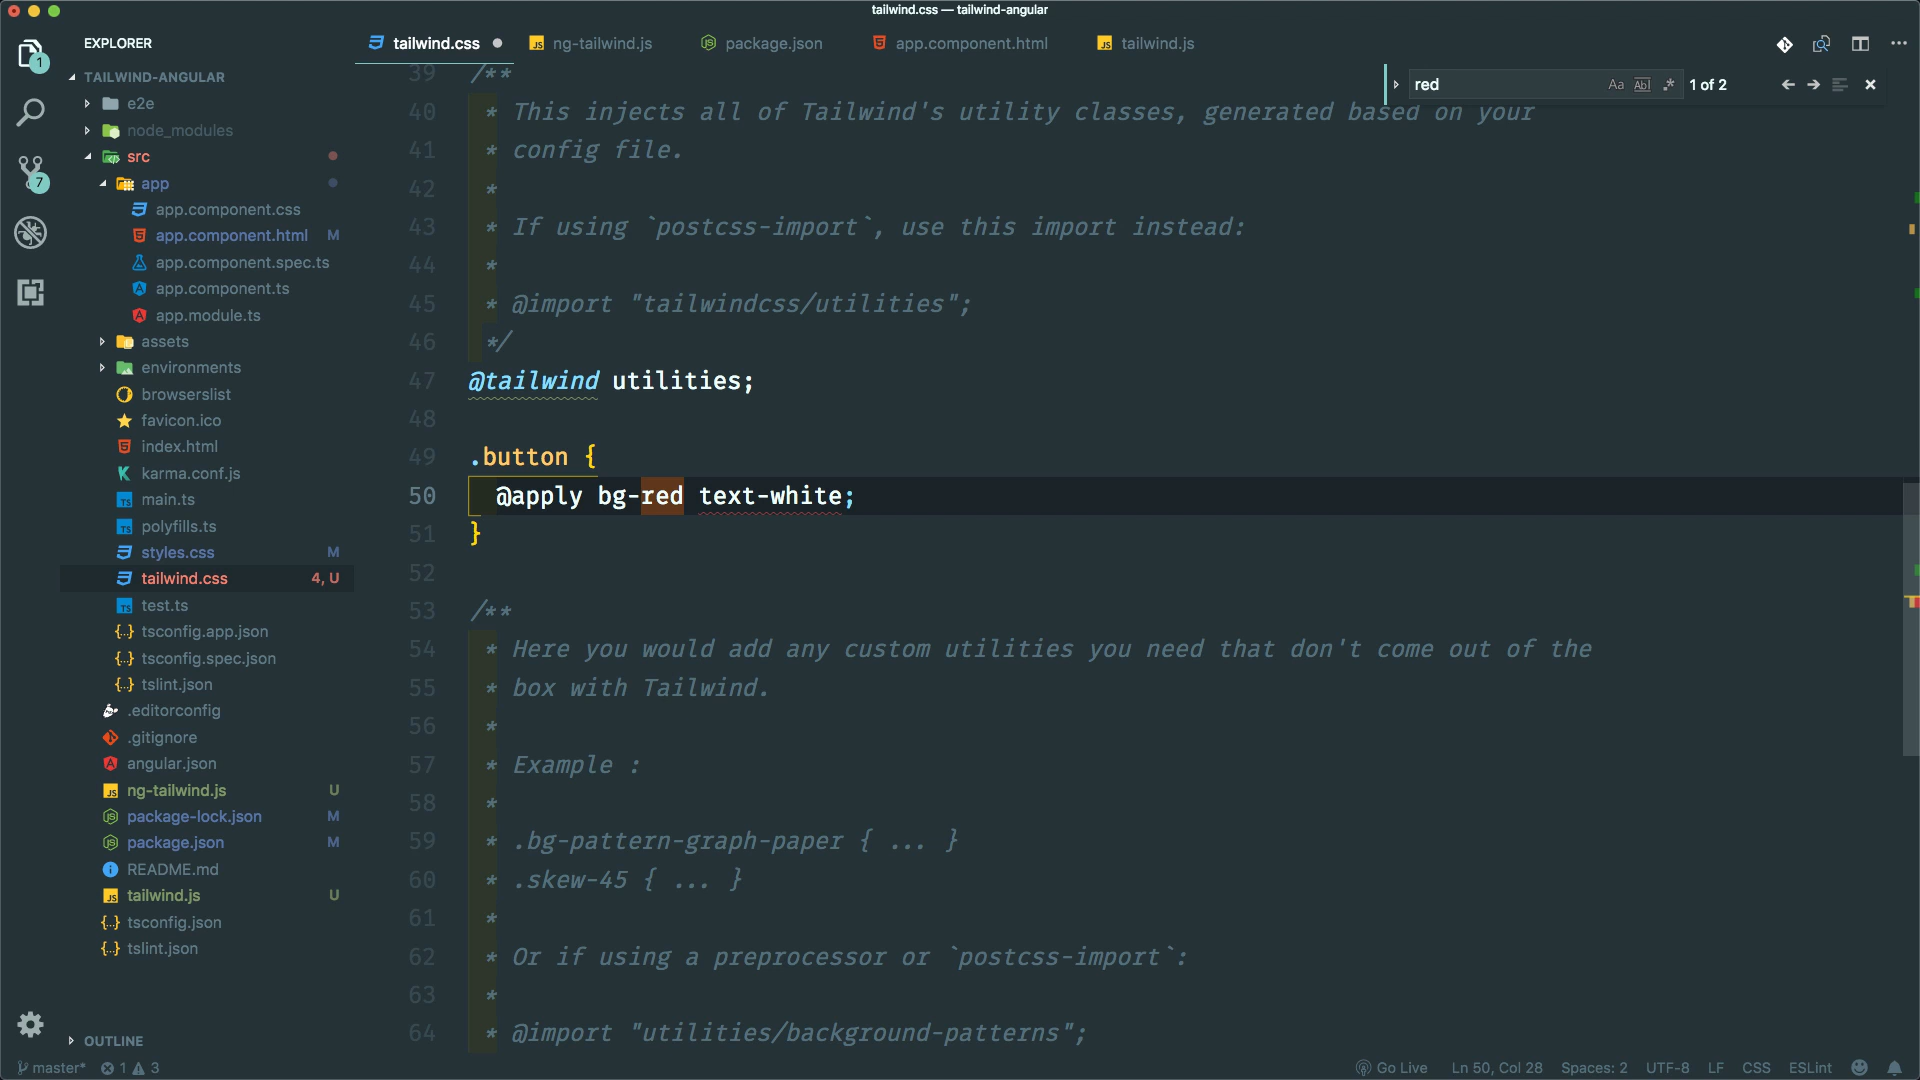 tailwind.css — tailwind-angular
EXPLORER
TAILWIND-ANGULAR
e2e
node_modules
src
app
app.component.css
app.component.html M
app.component.spec.ts
app.component.ts
app.module.ts
assets
environments
browserslist
favicon.ico
index.html
karma.conf.js
main.ts
polyfills.ts
styles.css M
tailwind.css 4, U
test.ts
tsconfig.app.json
tsconfig.spec.json
tslint.json
.editorconfig
.gitignore
angular.json
ng-tailwind.js U
package-lock.json M
package.json M
README.md
tailwind.js U
tsconfig.json
tslint.json
OUTLINE
1
7
tailwind.css ng-tailwind.js package.json app.component.html tailwind.js
red Aa Abl .* 1 of 2
39 /**
40 * This injects all of Tailwind's utility classes, generated based on your
41 * config file.
42 *
43 * If using `postcss-import`, use this import instead:
44 *
45 * @import "tailwindcss/utilities";
46 */
47 @tailwind utilities;
48
49 .button {
50 @apply bg-red text-white;
51 }
52
53 /**
54 * Here you would add any custom utilities you need that don't come out of the
55 * box with Tailwind.
56 *
57 * Example :
58 *
59 * .bg-pattern-graph-paper { ... }
60 * .skew-45 { ... }
61 *
62 * Or if using a preprocessor or `postcss-import`:
63 *
64 * @import "utilities/background-patterns";
master* 1 3 Go Live Ln 50, Col 28 Spaces: 2 UTF-8 LF CSS ESLint